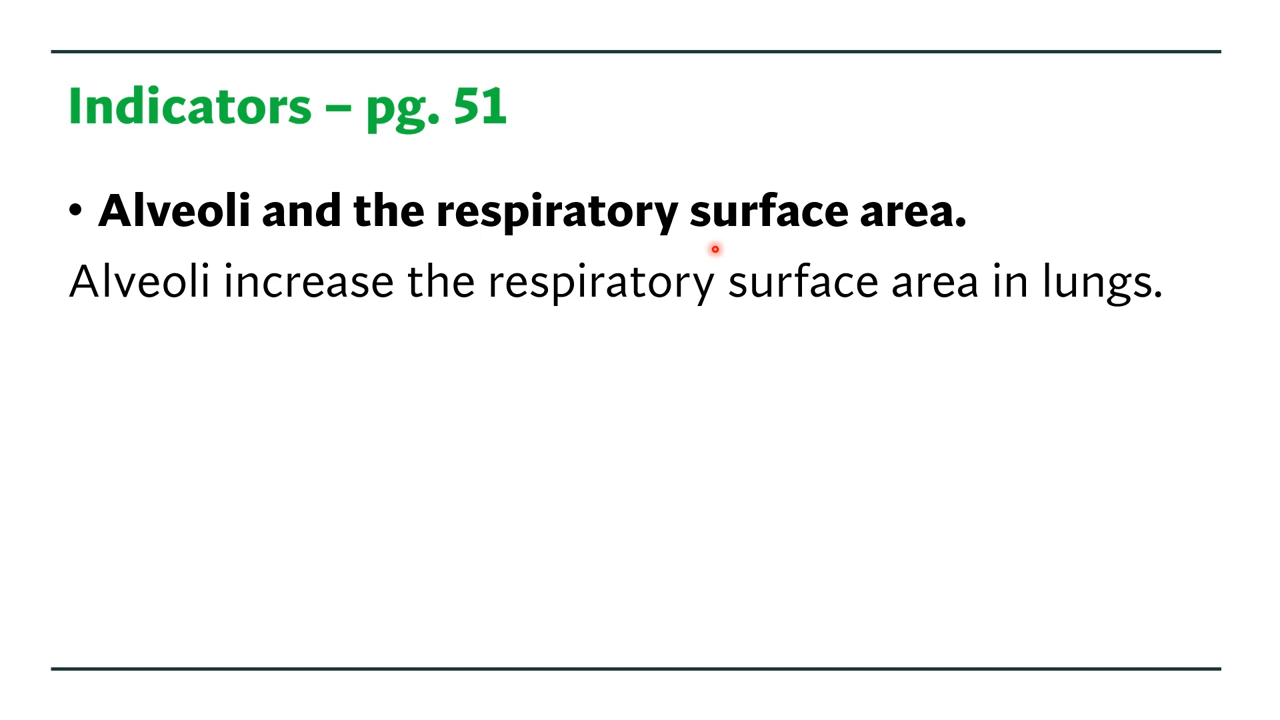 Indicators – pg. 51
• Alveoli and the respiratory surface area.
Alveoli increase the respiratory surface area in lungs.